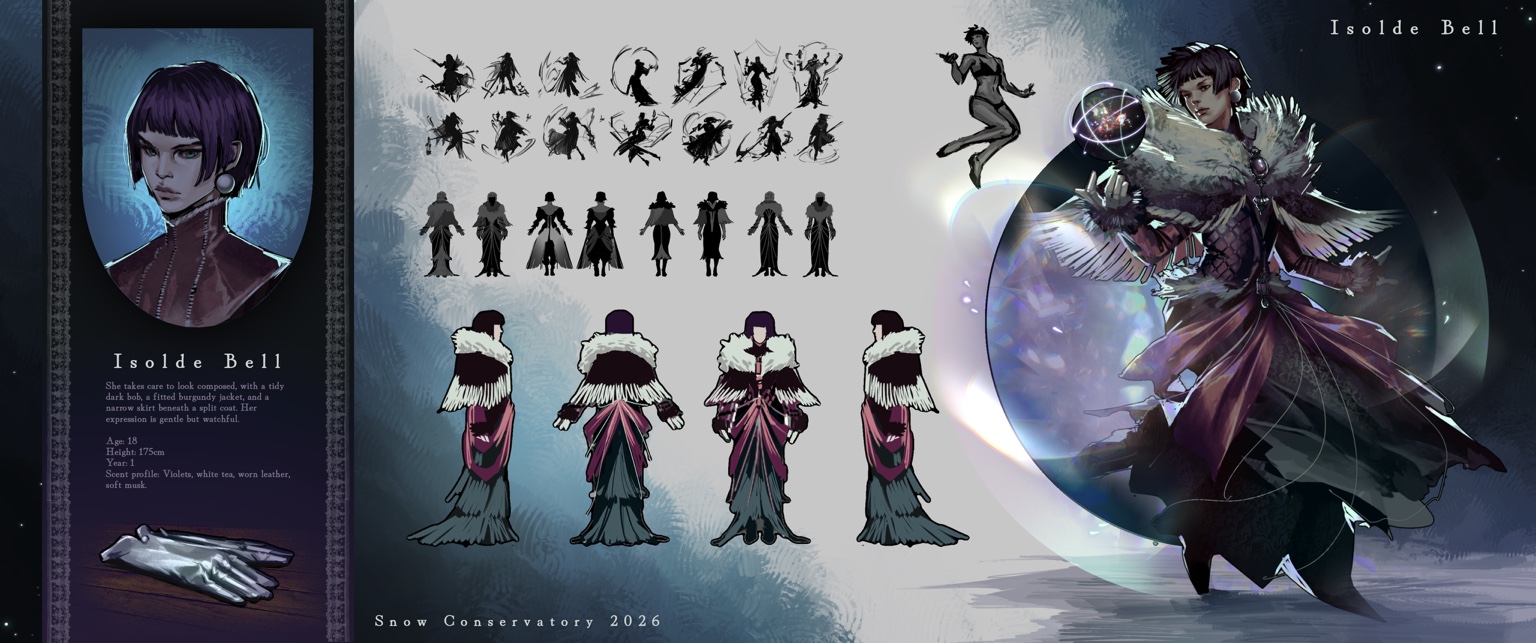 Isolde Bell
She takes care to look composed, with a tidy
dark bob, a fitted burgundy jacket, and a
narrow skirt beneath a split coat. Her
expression is gentle but watchful.
Age: 18
Height: 175cm
Year: 1
Scent profile: Violets, white tea, worn leather,
soft musk.
Snow Conservatory 2026
Isolde Bell